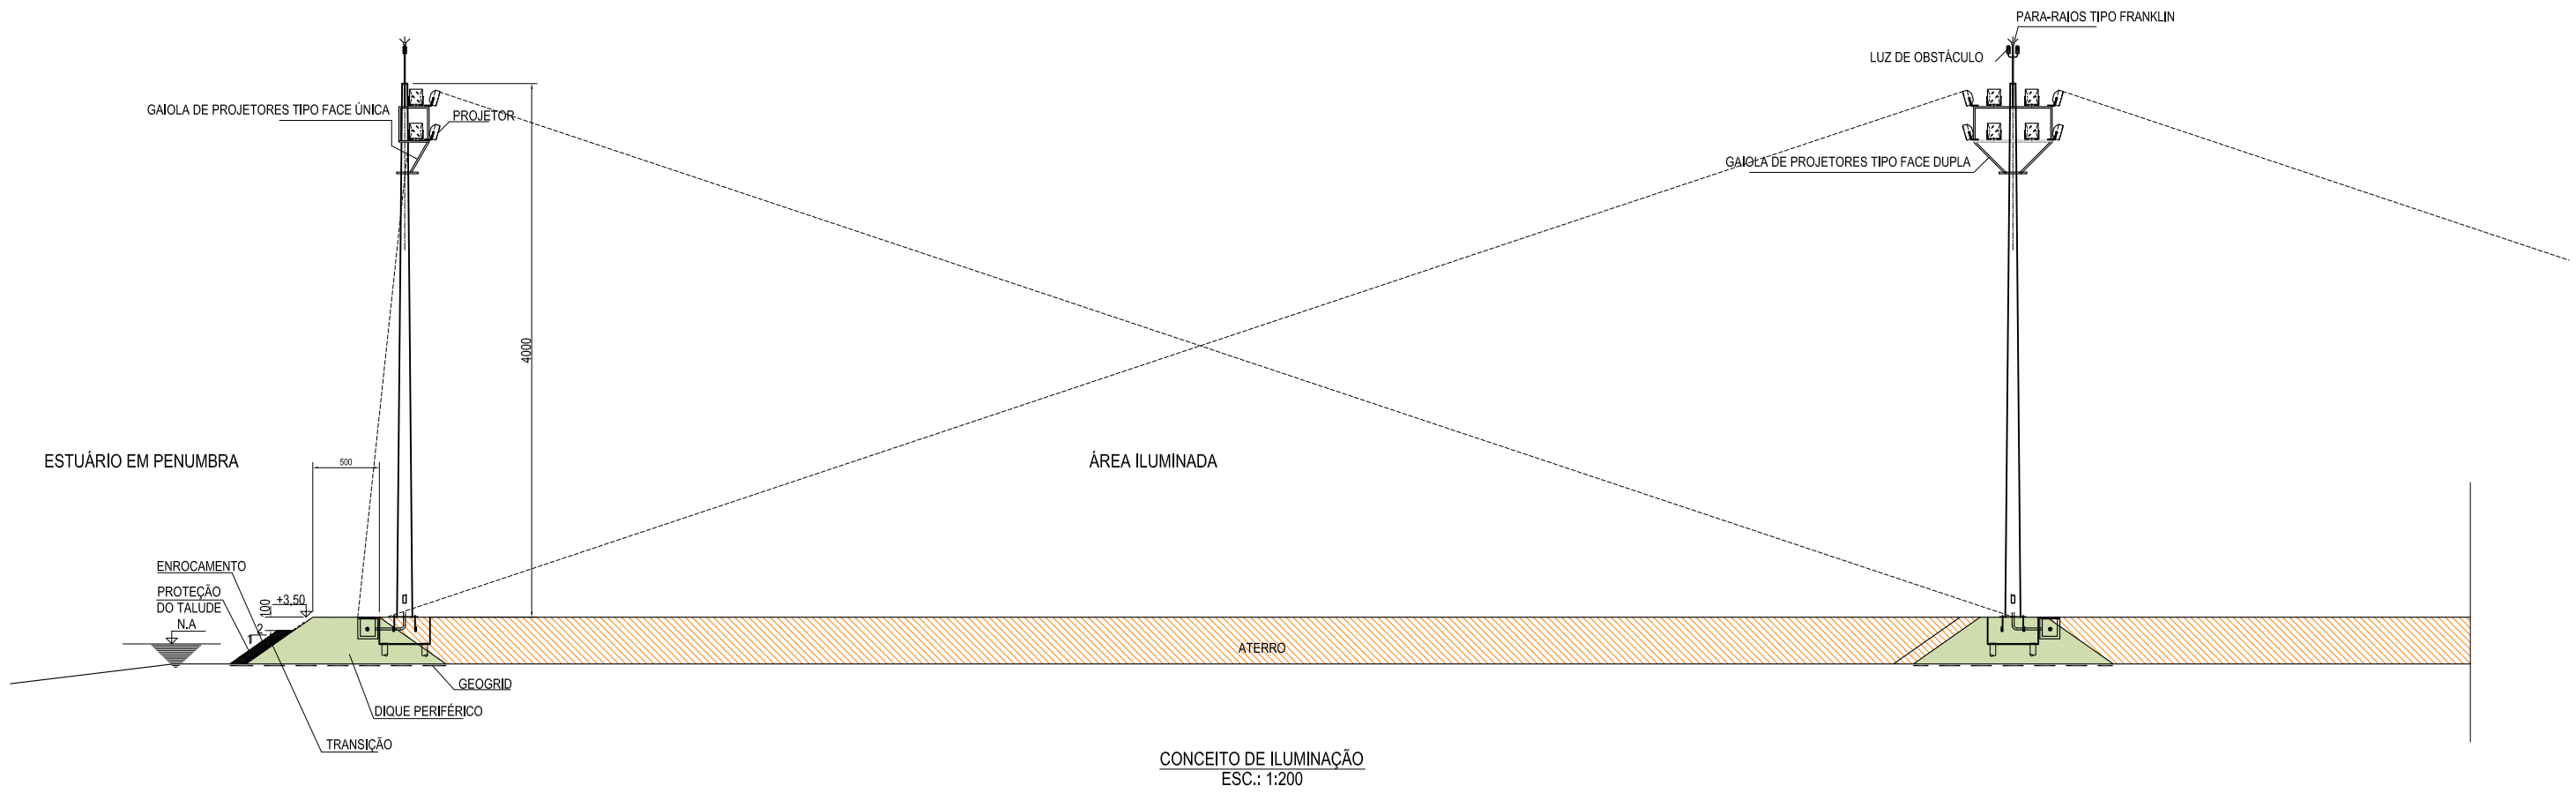 PARA-RAIOS TIPO FRANKLIN
LUZ DE OBSTÁCULO
GAIOLA DE PROJETORES TIPO FACE ÚNICA
PROJETOR
GAIOLA DE PROJETORES TIPO FACE DUPLA
4000
ESTUÁRIO EM PENUMBRA
500
ÁREA ILUMINADA
ENROCAMENTO
PROTEÇÃO
DO TALUDE
N.A
100
+3,50
2
1
ATERRO
GEOGRID
DIQUE PERIFÉRICO
TRANSIÇÃO
CONCEITO DE ILUMINAÇÃO
ESC.: 1:200